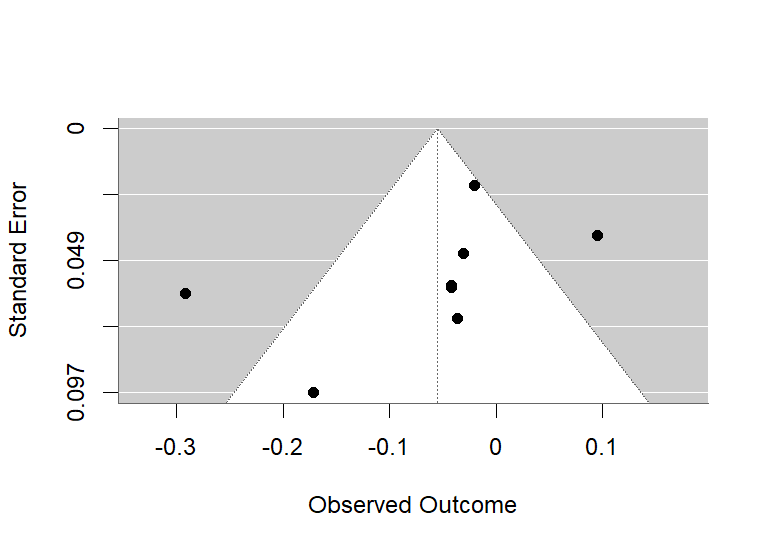 Standard Error
0
0.049
0.097
-0.3 -0.2 -0.1 0 0.1
Observed Outcome